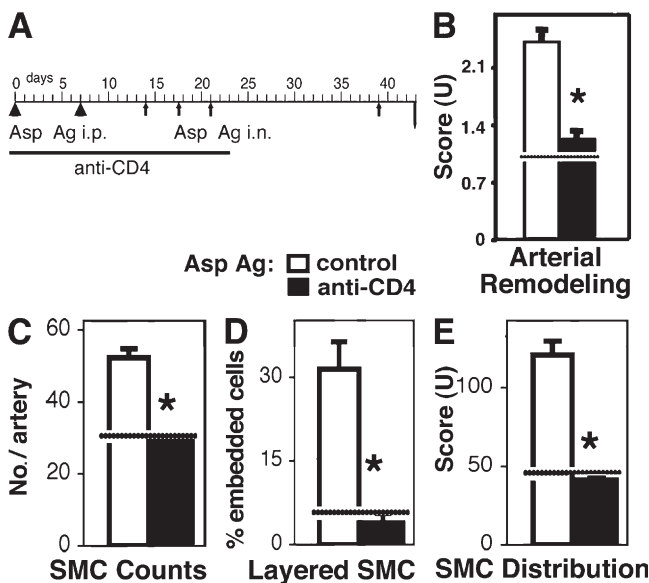 A
0 days 5 10 15 20 25 30 35 40
Asp Ag i.p. Asp Ag i.n.
anti-CD4
B
Score (U)
2.1
1.4
0.7
0
*
Arterial
Remodeling
Asp Ag: control
anti-CD4
C
No./ artery
60
40
20
0
*
SMC Counts
D
% embedded cells
30
15
0
*
Layered SMC
E
Score (U)
100
50
0
*
SMC Distribution